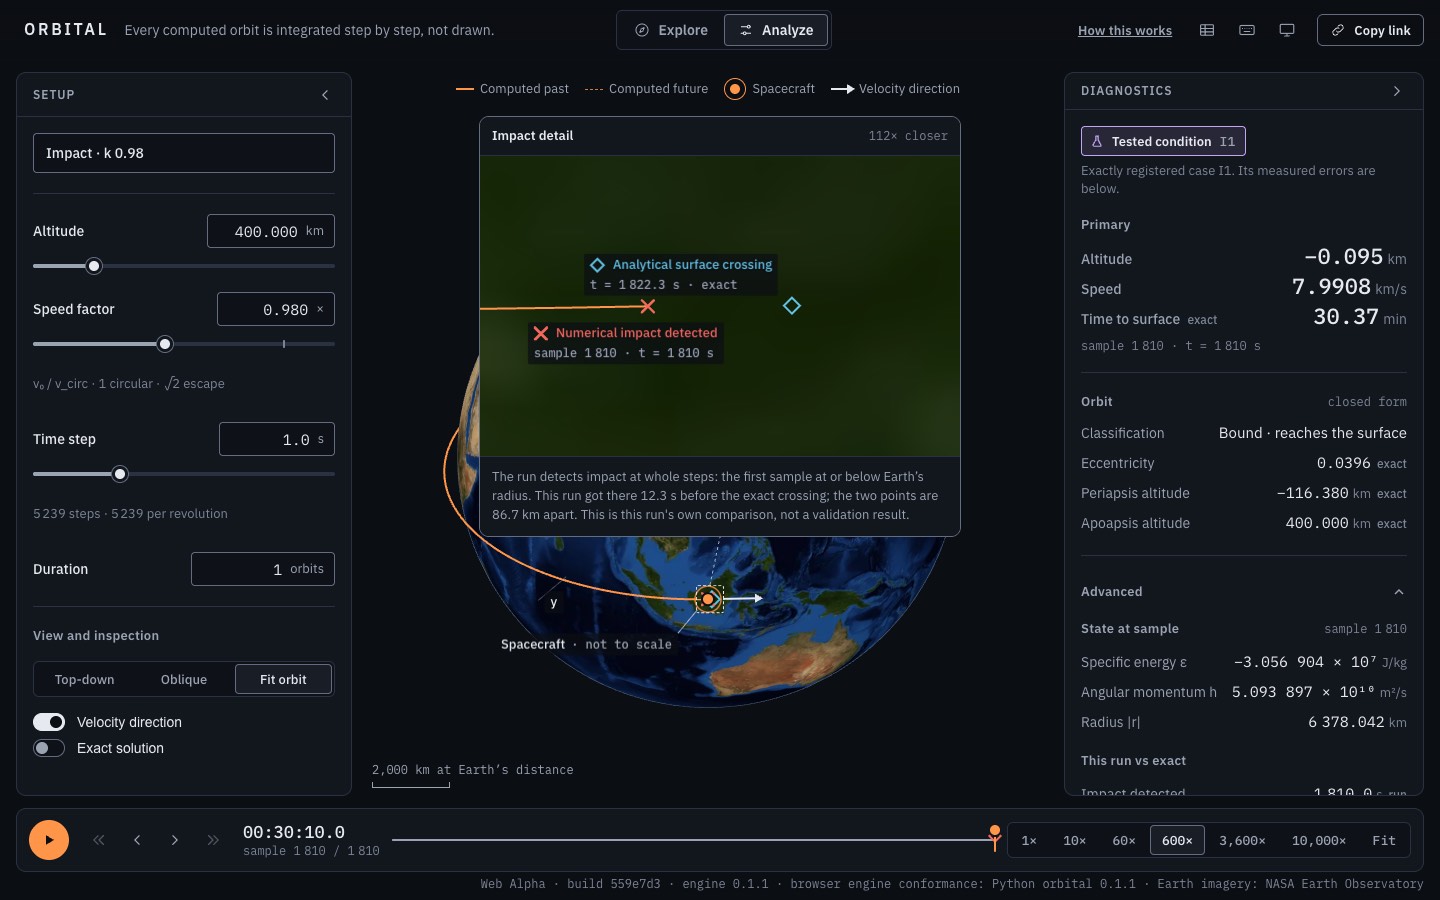 ORBITAL
Every computed orbit is integrated step by step, not drawn.
Explore
Analyze
How this works
Copy link
SETUP
Impact · k 0.98
Altitude
400.000 km
Speed factor
0.980 ×
v₀ / v_circ · 1 circular · √2 escape
Time step
1.0 s
5 239 steps · 5 239 per revolution
Duration
1 orbits
View and inspection
Top-down
Oblique
Fit orbit
Velocity direction
Exact solution
Computed past
Computed future
Spacecraft
Velocity direction
Impact detail
112× closer
Analytical surface crossing
t = 1 822.3 s · exact
Numerical impact detected
sample 1 810 · t = 1 810 s
The run detects impact at whole steps: the first sample at or below Earth’s
radius. This run got there 12.3 s before the exact crossing; the two points are
86.7 km apart. This is this run's own comparison, not a validation result.
y
Spacecraft · not to scale
2,000 km at Earth’s distance
DIAGNOSTICS
Tested condition I1
Exactly registered case I1. Its measured errors are
below.
Primary
Altitude −0.095 km
Speed 7.9908 km/s
Time to surface exact 30.37 min
sample 1 810 · t = 1 810 s
Orbit closed form
Classification Bound · reaches the surface
Eccentricity 0.0396 exact
Periapsis altitude −116.380 km exact
Apoapsis altitude 400.000 km exact
Advanced
State at sample sample 1 810
Specific energy ε −3.056 904 × 10⁷ J/kg
Angular momentum h 5.093 897 × 10¹⁰ m²/s
Radius |r| 6 378.042 km
This run vs exact
Impact detected 1 810.0 s run
00:30:10.0
sample 1 810 / 1 810
1×
10×
60×
600×
3,600×
10,000×
Fit
Web Alpha · build 559e7d3 · engine 0.1.1 · browser engine conformance: Python orbital 0.1.1 · Earth imagery: NASA Earth Observatory